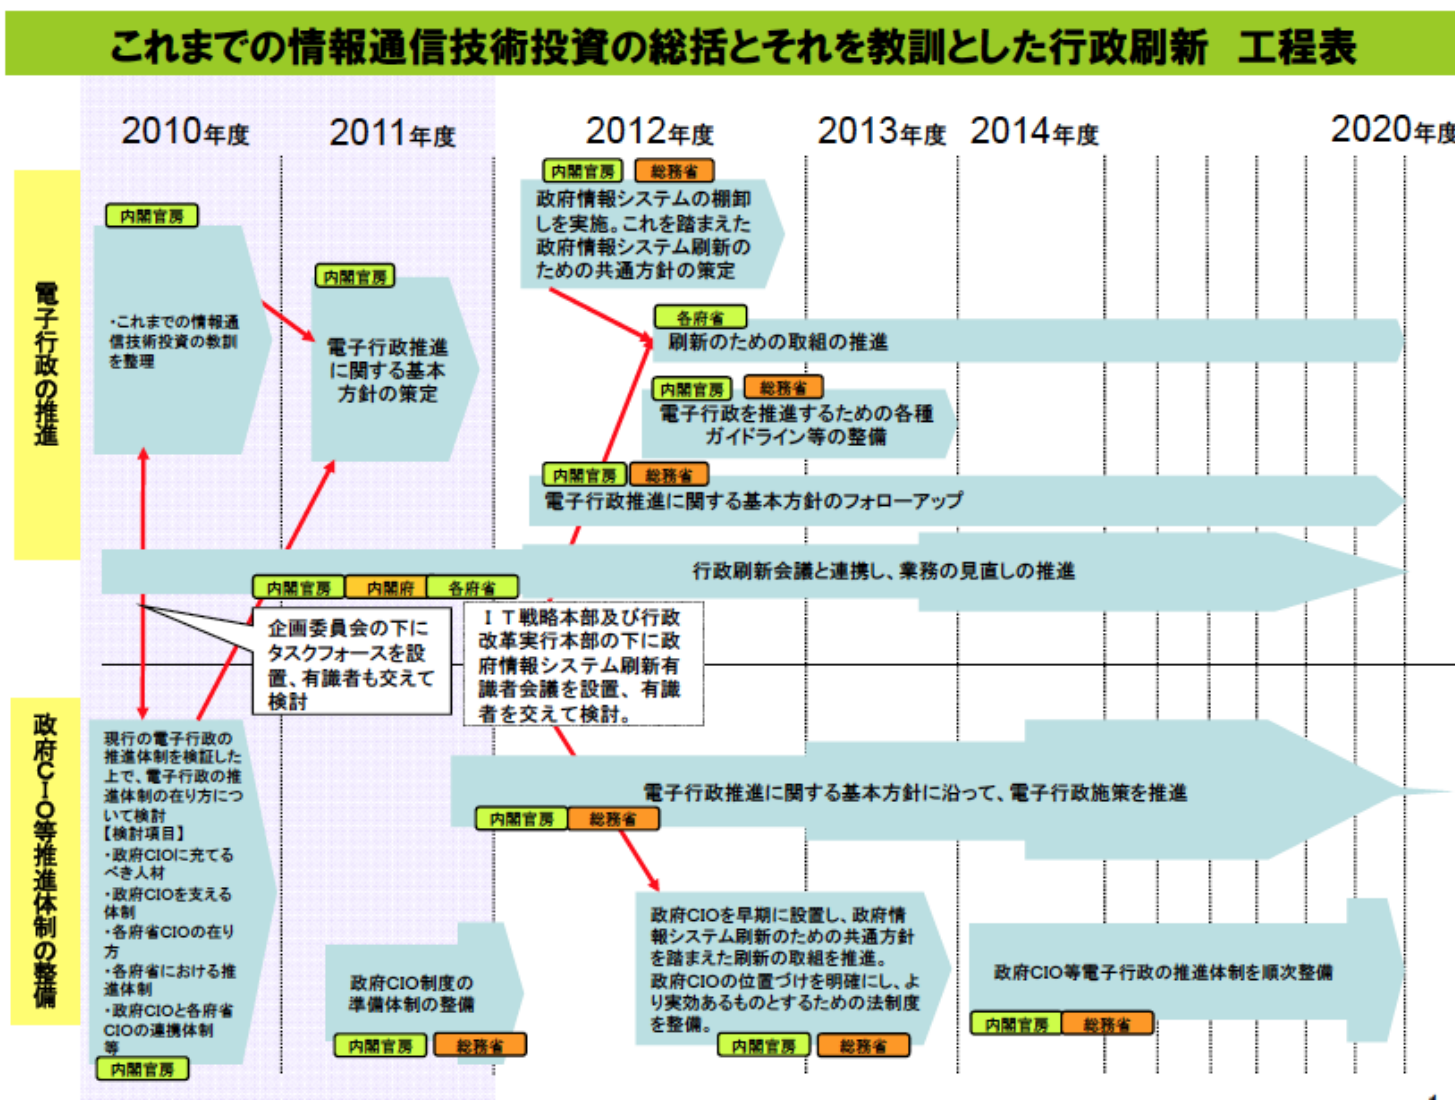 これまでの情報通信技術投資の総括とそれを教訓とした行政刷新　工程表
2010年度
2011年度
2012年度
2013年度
2014年度
2020年度
電子行政の推進
内閣官房
・これまでの情報通
信技術投資の教訓
を整理
内閣官房
電子行政推進
に関する基本
方針の策定
内閣官房
総務省
政府情報システムの棚卸
しを実施。これを踏まえた
政府情報システム刷新の
ための共通方針の策定
各府省
刷新のための取組の推進
内閣官房
総務省
電子行政を推進するための各種
ガイドライン等の整備
内閣官房
総務省
電子行政推進に関する基本方針のフォローアップ
行政刷新会議と連携し、業務の見直しの推進
内閣官房
内閣府
各府省
企画委員会の下に
タスクフォースを設
置、有識者も交えて
検討
ＩＴ戦略本部及び行政
改革実行本部の下に政
府情報システム刷新有
識者会議を設置、有識
者を交えて検討。
政府CIO等推進体制の整備
現行の電子行政の
推進体制を検証した
上で、電子行政の推
進体制の在り方につ
いて検討
【検討項目】
・政府CIOに充てる
べき人材
・政府CIOを支える
体制
・各府省CIOの在り
方
・各府省における推
進体制
・政府CIOと各府省
CIOの連携体制
等
内閣官房
電子行政推進に関する基本方針に沿って、電子行政施策を推進
内閣官房
総務省
政府CIO制度の
準備体制の整備
内閣官房
総務省
政府CIOを早期に設置し、政府情
報システム刷新のための共通方針
を踏まえた刷新の取組を推進。
政府CIOの位置づけを明確にし、よ
り実効あるものとするための法制度
を整備。
内閣官房
総務省
政府CIO等電子行政の推進体制を順次整備
内閣官房
総務省